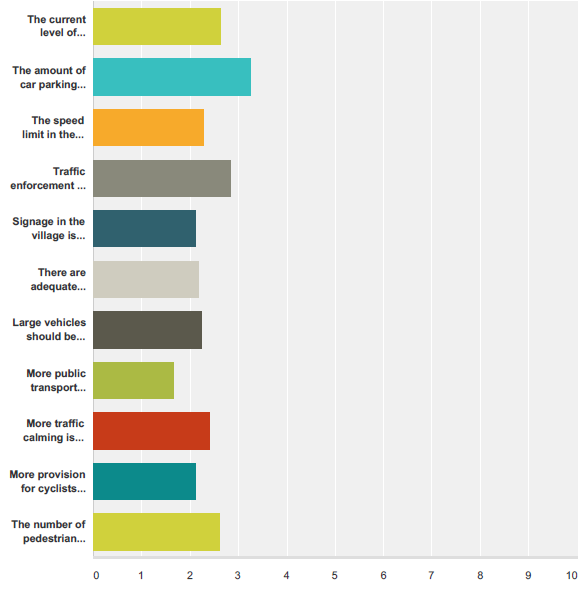 The current
level of...
The amount of
car parking...
The speed
limit in the...
Traffic
enforcement ...
Signage in the
village is...
There are
adequate...
Large vehicles
should be...
More public
transport...
More traffic
calming is...
More provision
for cyclists...
The number of
pedestrian...
0 1 2 3 4 5 6 7 8 9 10